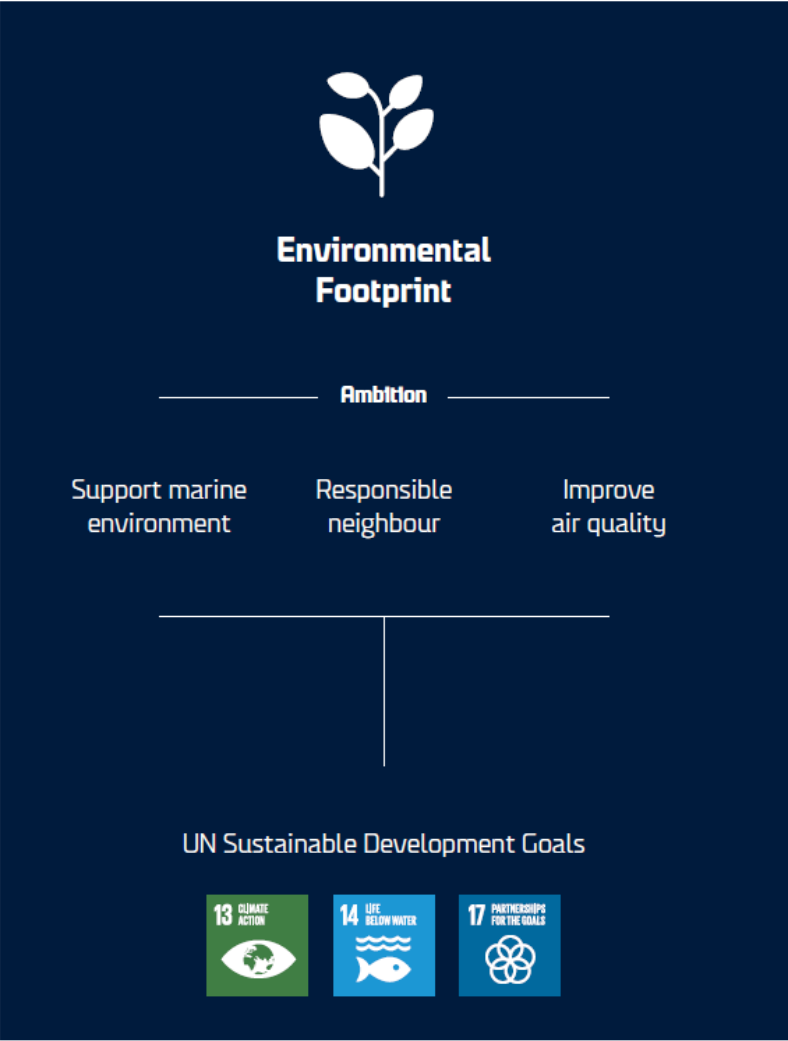 Environmental
Footprint
Ambition
Support marine
environment
Responsible
neighbour
Improve
air quality
UN Sustainable Development Goals
13 CLIMATE
ACTION
14 LIFE
BELOW WATER
17 PARTNERSHIPS
FOR THE GOALS